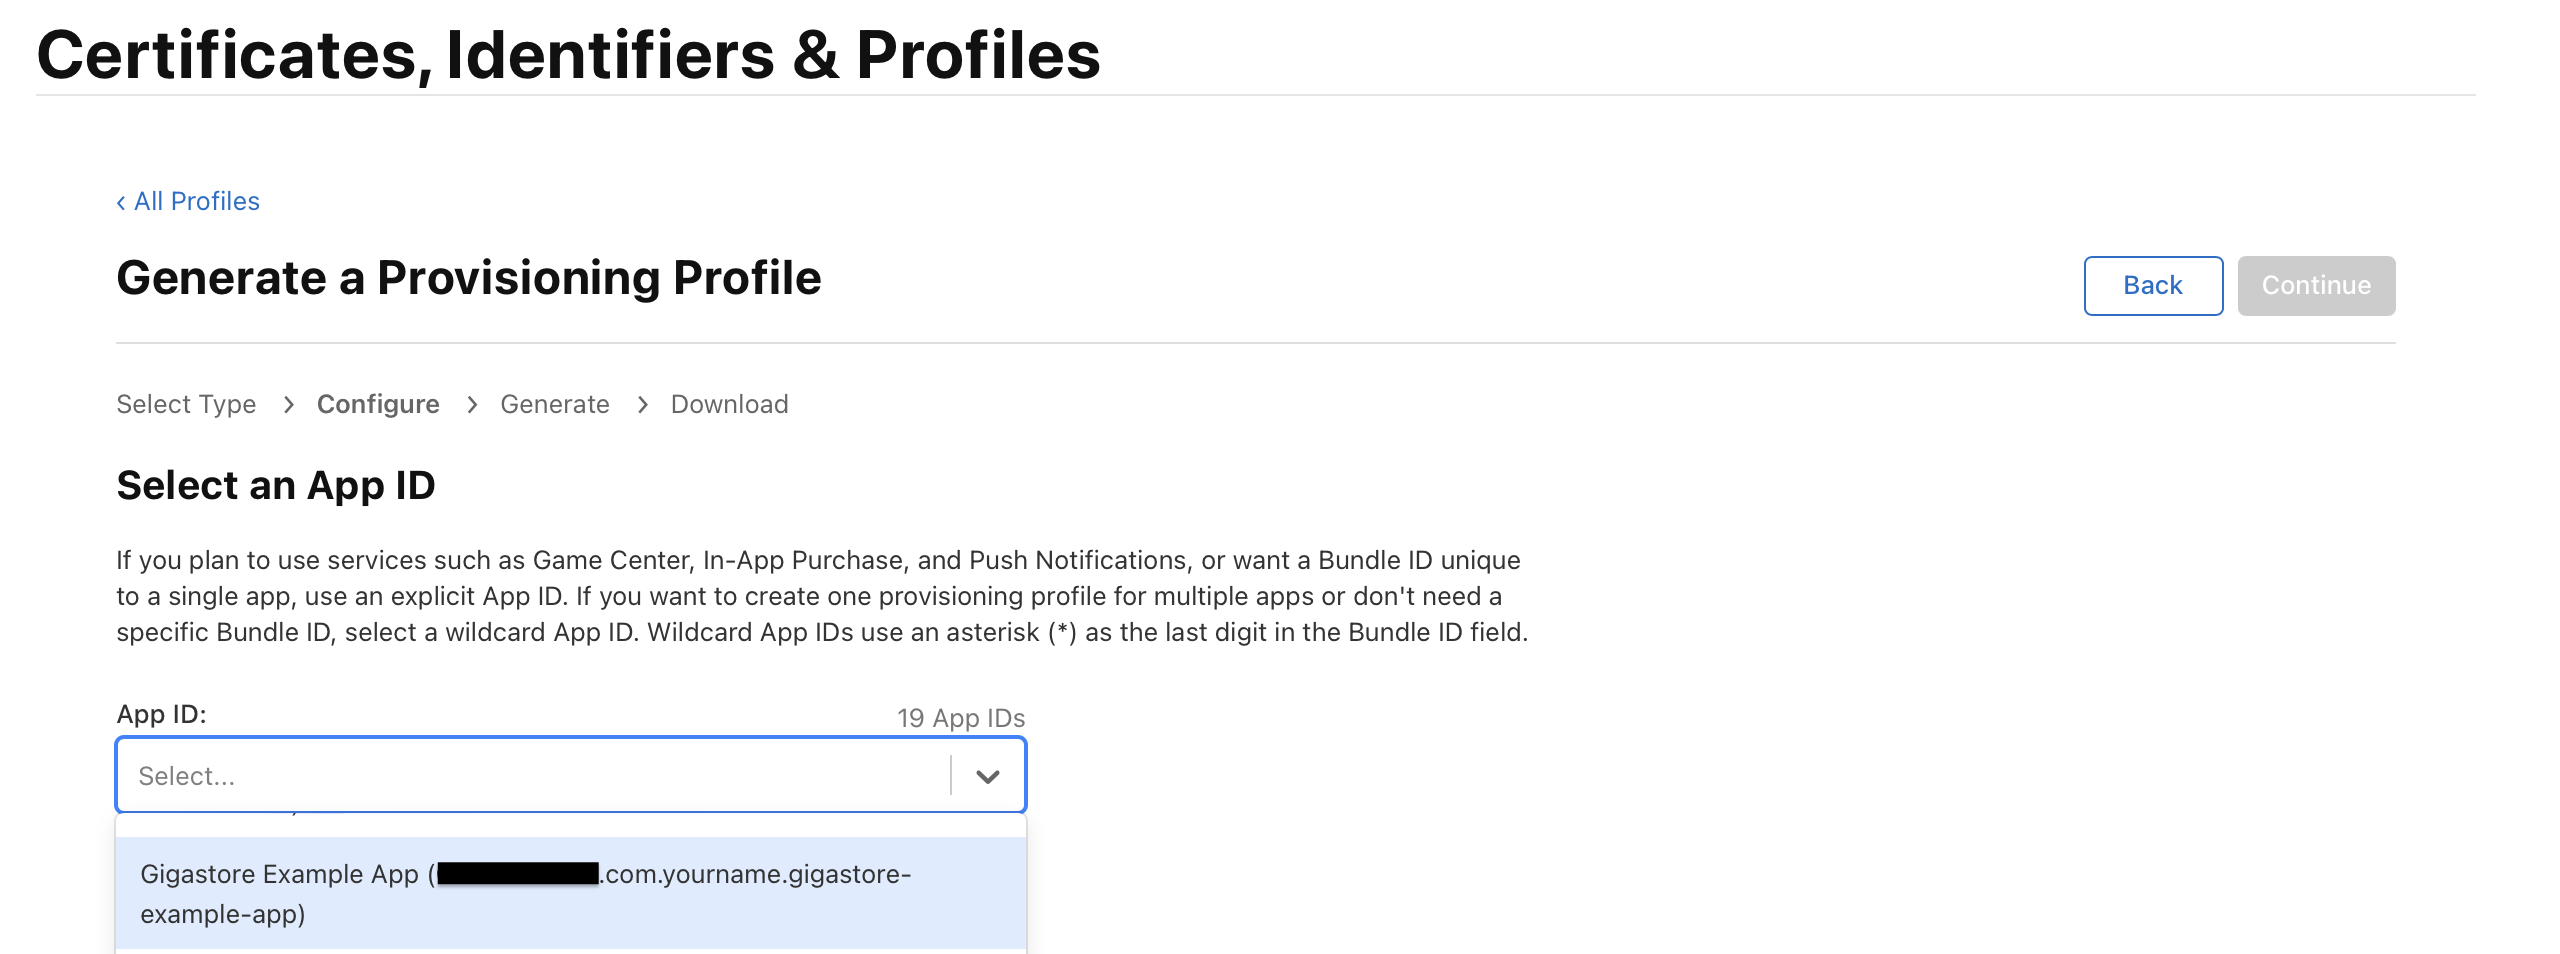 Certificates, Identifiers & Profiles
‹ All Profiles
Generate a Provisioning Profile
Back
Continue
Select Type > Configure > Generate > Download
Select an App ID
If you plan to use services such as Game Center, In-App Purchase, and Push Notifications, or want a Bundle ID unique
to a single app, use an explicit App ID. If you want to create one provisioning profile for multiple apps or don't need a
specific Bundle ID, select a wildcard App ID. Wildcard App IDs use an asterisk (*) as the last digit in the Bundle ID field.
App ID:
19 App IDs
Select...
Gigastore Example App (.com.yourname.gigastore-
example-app)